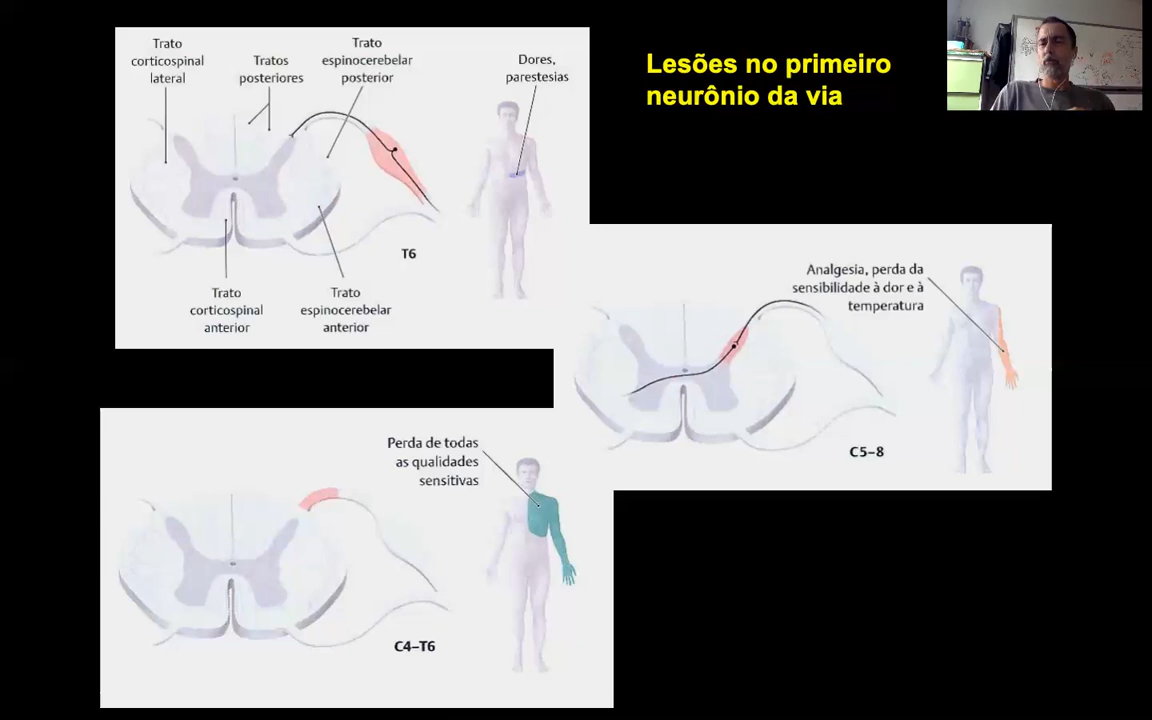 Lesões no primeiro
neurônio da via
Trato
corticospinal
lateral
Tratos
posteriores
Trato
espinocerebelar
posterior
Dores,
parestesias
T6
Trato
corticospinal
anterior
Trato
espinocerebelar
anterior
Analgesia, perda da
sensibilidade à dor e à
temperatura
C5–8
Perda de todas
as qualidades
sensitivas
C4–T6